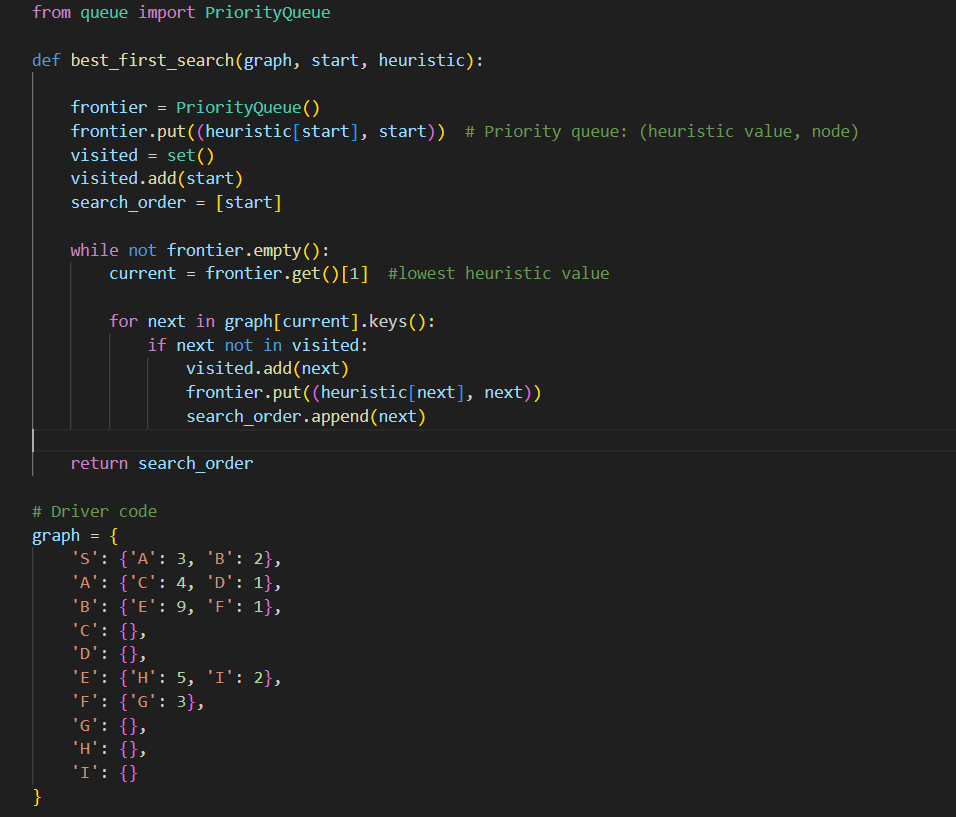 from queue import PriorityQueue
def best_first_search(graph, start, heuristic):
frontier = PriorityQueue()
frontier.put((heuristic[start], start))  # Priority queue: (heuristic value, node)
visited = set()
visited.add(start)
search_order = [start]
while not frontier.empty():
current = frontier.get()[1]  #lowest heuristic value
for next in graph[current].keys():
if next not in visited:
visited.add(next)
frontier.put((heuristic[next], next))
search_order.append(next)
return search_order
# Driver code
graph = {
'S': {'A': 3, 'B': 2},
'A': {'C': 4, 'D': 1},
'B': {'E': 9, 'F': 1},
'C': {},
'D': {},
'E': {'H': 5, 'I': 2},
'F': {'G': 3},
'G': {},
'H': {},
'I': {}
}